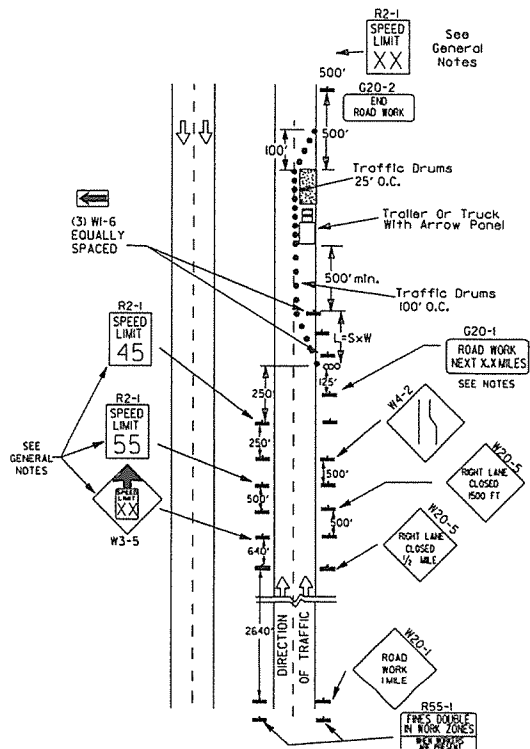 R2-1
SPEED
LIMIT
XX
See
General
Notes
500'
G20-2
END
ROAD WORK
500'
100'
Traffic Drums
25' O.C.
(3) W1-6
EQUALLY
SPACED
Trailer Or Truck
With Arrow Panel
500' min.
Traffic Drums
100' O.C.
L=SxW
R2-1
SPEED
LIMIT
45
G20-1
ROAD WORK
NEXT X.X MILES
SEE NOTES
125'
250'
250'
R2-1
SPEED
LIMIT
55
W4-2
SEE
GENERAL
NOTES
500'
500'
W20-5
RIGHT LANE
CLOSED
1500 FT
SPEED
LIMIT
XX
W3-5
500'
640'
W20-5
RIGHT LANE
CLOSED
1/2 MILE
2640'
DIRECTION
OF TRAFFIC
W20-1
ROAD
WORK
1 MILE
R55-1
FINES DOUBLE
IN WORK ZONES
WHEN WORKERS
ARE PRESENT